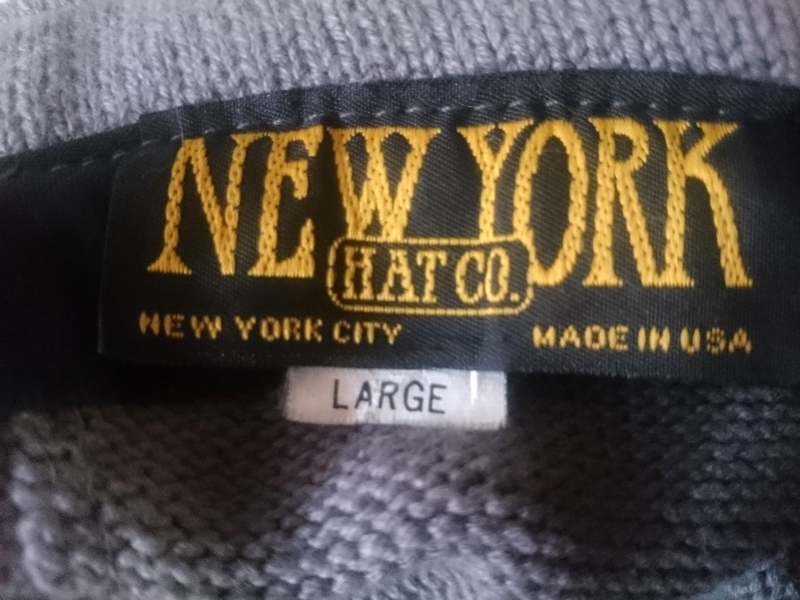 NEW YORK
HAT CO.
NEW YORK CITY MADE IN USA
LARGE